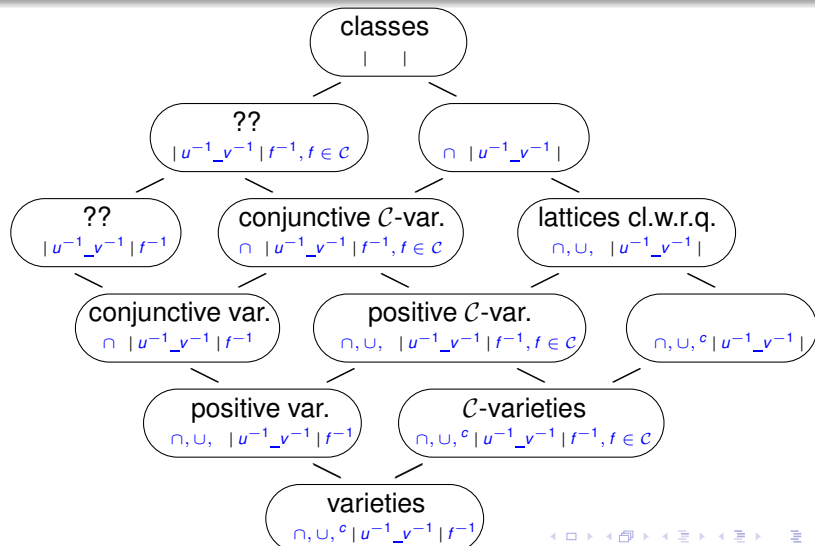 classes
| |
??
| u⁻¹_v⁻¹ | f⁻¹, f ∈ 𝒞
∩ | u⁻¹_v⁻¹ |
??
| u⁻¹_v⁻¹ | f⁻¹
conjunctive 𝒞-var.
∩ | u⁻¹_v⁻¹ | f⁻¹, f ∈ 𝒞
lattices cl.w.r.q.
∩, ∪, | u⁻¹_v⁻¹ |
conjunctive var.
∩ | u⁻¹_v⁻¹ | f⁻¹
positive 𝒞-var.
∩, ∪, | u⁻¹_v⁻¹ | f⁻¹, f ∈ 𝒞
∩, ∪, ᶜ | u⁻¹_v⁻¹ |
positive var.
∩, ∪, | u⁻¹_v⁻¹ | f⁻¹
𝒞-varieties
∩, ∪, ᶜ | u⁻¹_v⁻¹ | f⁻¹, f ∈ 𝒞
varieties
∩, ∪, ᶜ | u⁻¹_v⁻¹ | f⁻¹